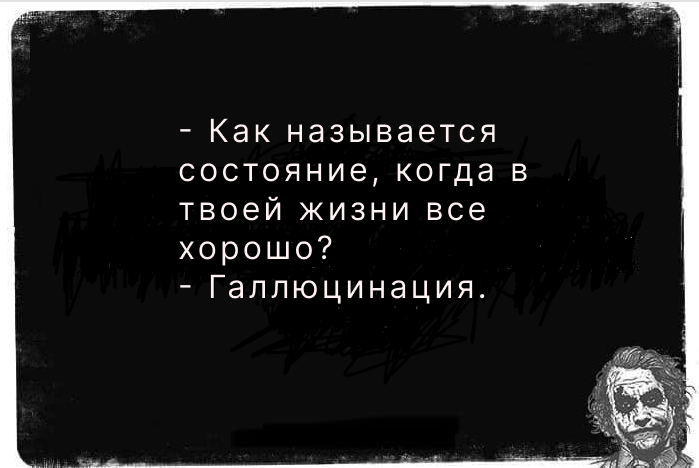 - Как называется
состояние, когда в
твоей жизни все
хорошо?
- Галлюцинация.